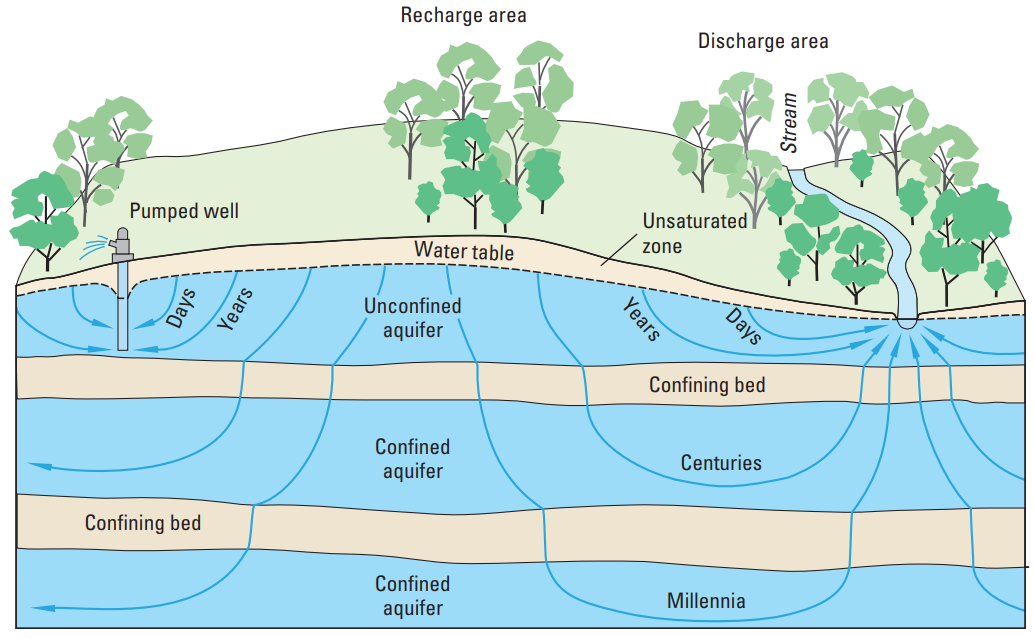 Recharge area
Discharge area
Stream
Pumped well
Unsaturated
zone
Water table
Days
Years
Unconfined
aquifer
Years
Days
Confining bed
Confined
aquifer
Centuries
Confining bed
Confined
aquifer
Millennia